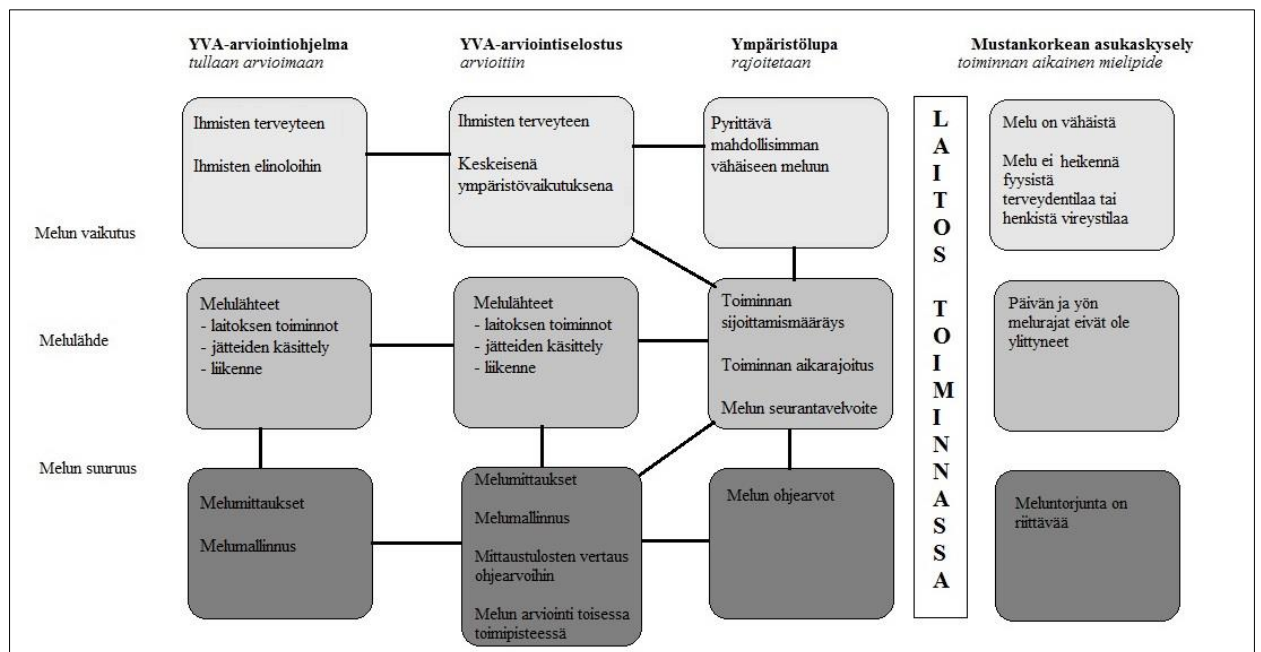 YVA-arviointiohjelma
tullaan arvioimaan
YVA-arviointiselostus
arvioitiin
Ympäristölupa
rajoitetaan
Mustankorkean asukaskysely
toiminnan aikainen mielipide
Melun vaikutus
Ihmisten terveyteen
Ihmisten elinoloihin
Ihmisten terveyteen
Keskeisenä
ympäristövaikutuksena
Pyrittävä
mahdollisimman
vähäiseen meluun
LAITOS TOIMINNASSA
Melu on vähäistä
Melu ei heikennä
fyysistä
terveydentilaa tai
henkistä vireystilaa
Melulähde
Melulähteet
- laitoksen toiminnot
- jätteiden käsittely
- liikenne
Melulähteet
- laitoksen toiminnot
- jätteiden käsittely
- liikenne
Toiminnan
sijoittamismääräys
Toiminnan aikarajoitus
Melun seurantavelvoite
Päivän ja yön
melurajat eivät ole
ylittyneet
Melun suuruus
Melumittaukset
Melumallinnus
Melumittaukset
Melumallinnus
Mittaustulosten vertaus
ohjearvoihin
Melun arviointi toisessa
toimipisteessä
Melun ohjearvot
Meluntorjunta on
riittävää